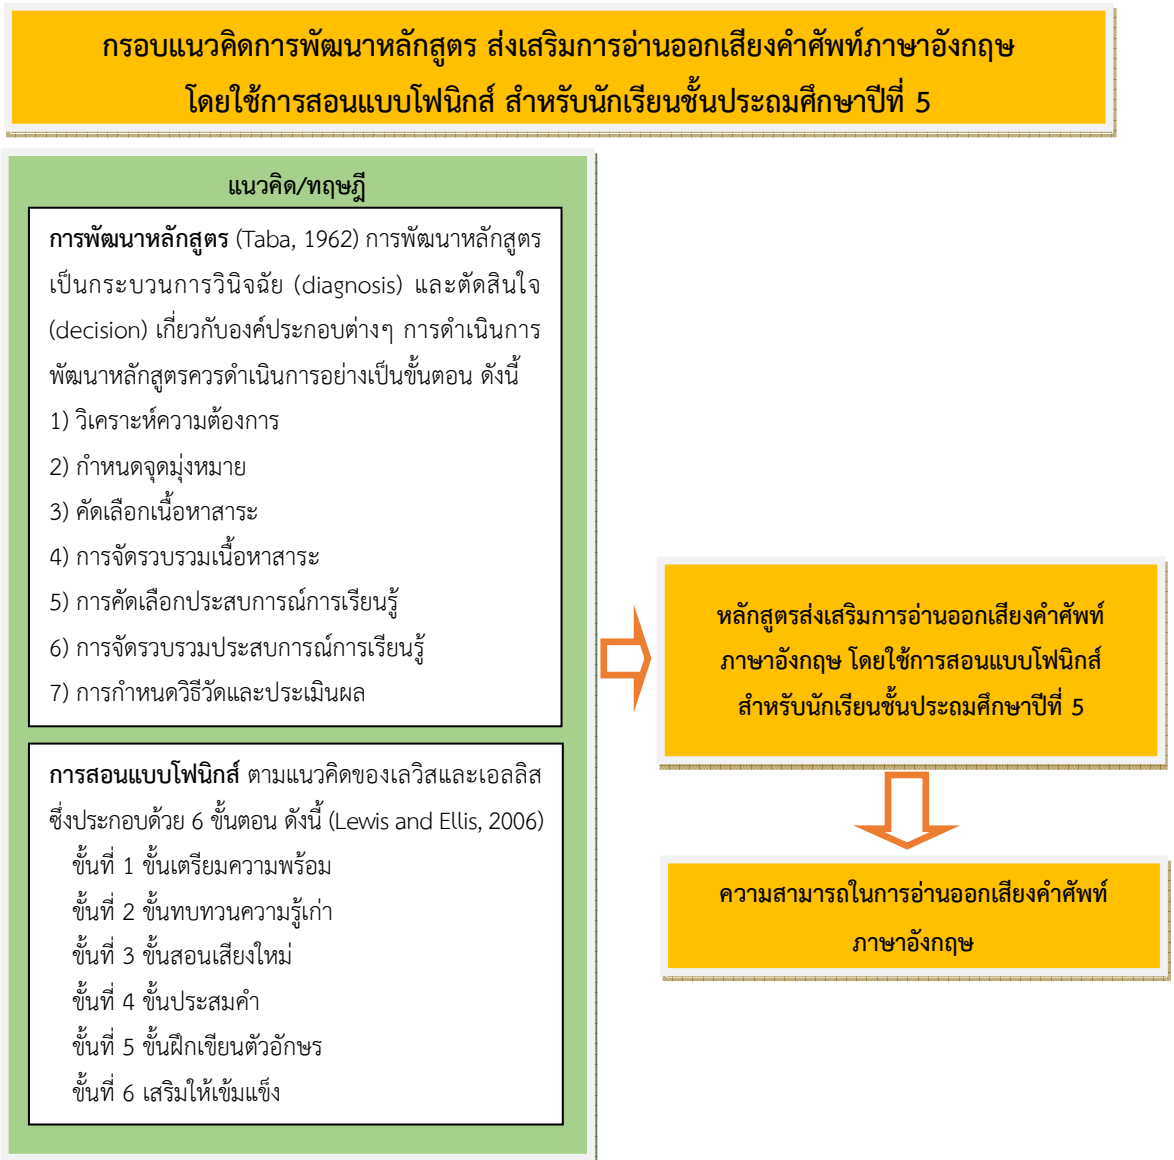 กรอบแนวคิดการพัฒนาหลักสูตร ส่งเสริมการอ่านออกเสียงคำศัพท์ภาษาอังกฤษ
โดยใช้การสอนแบบโฟนิกส์ สำหรับนักเรียนชั้นประถมศึกษาปีที่ 5
แนวคิด/ทฤษฎี
การพัฒนาหลักสูตร (Taba, 1962) การพัฒนาหลักสูตร
เป็นกระบวนการวินิจฉัย (diagnosis) และตัดสินใจ
(decision) เกี่ยวกับองค์ประกอบต่างๆ การดำเนินการ
พัฒนาหลักสูตรควรดำเนินการอย่างเป็นขั้นตอน ดังนี้
1) วิเคราะห์ความต้องการ
2) กำหนดจุดมุ่งหมาย
3) คัดเลือกเนื้อหาสาระ
4) การจัดรวบรวมเนื้อหาสาระ
5) การคัดเลือกประสบการณ์การเรียนรู้
6) การจัดรวบรวมประสบการณ์การเรียนรู้
7) การกำหนดวิธีวัดและประเมินผล
การสอนแบบโฟนิกส์ ตามแนวคิดของเลวิสและเอลลิส
ซึ่งประกอบด้วย 6 ขั้นตอน ดังนี้ (Lewis and Ellis, 2006)
ขั้นที่ 1 ขั้นเตรียมความพร้อม
ขั้นที่ 2 ขั้นทบทวนความรู้เก่า
ขั้นที่ 3 ขั้นสอนเสียงใหม่
ขั้นที่ 4 ขั้นประสมคำ
ขั้นที่ 5 ขั้นฝึกเขียนตัวอักษร
ขั้นที่ 6 เสริมให้เข้มแข็ง
หลักสูตรส่งเสริมการอ่านออกเสียงคำศัพท์
ภาษาอังกฤษ โดยใช้การสอนแบบโฟนิกส์
สำหรับนักเรียนชั้นประถมศึกษาปีที่ 5
ความสามารถในการอ่านออกเสียงคำศัพท์
ภาษาอังกฤษ